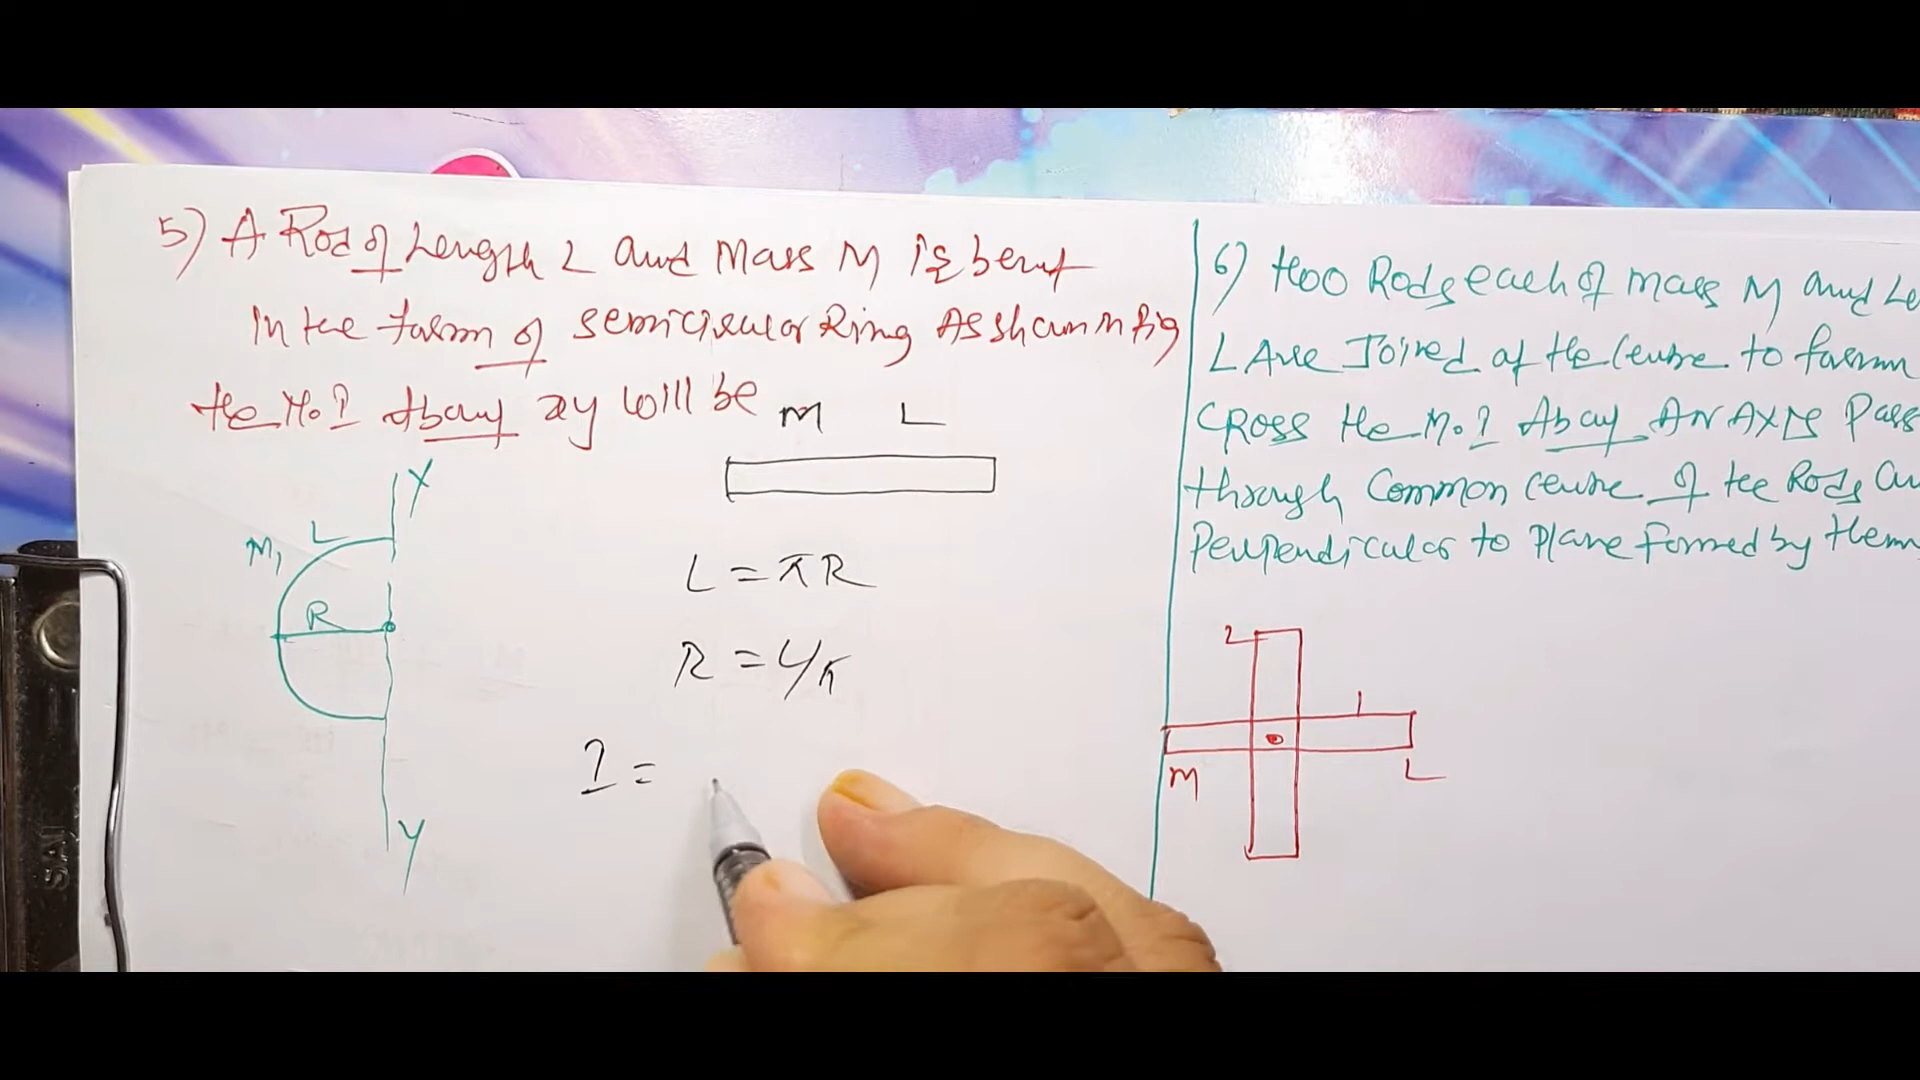 5) A Rod of Length L and Mass M is bent
in the form of semicircular Ring As shown in fig
the M.I About xy will be
M L
X
L
M,
R
Y
L = πR
R = L/π
I =
6) two Rods each of mass M and Le
L Are Joined at the Centre to form
CROSS the M.I About AN AXIS Pass
through Common centre of the Rods an
Perpendicular to Plane formed by them
2
1
M
L
SAI